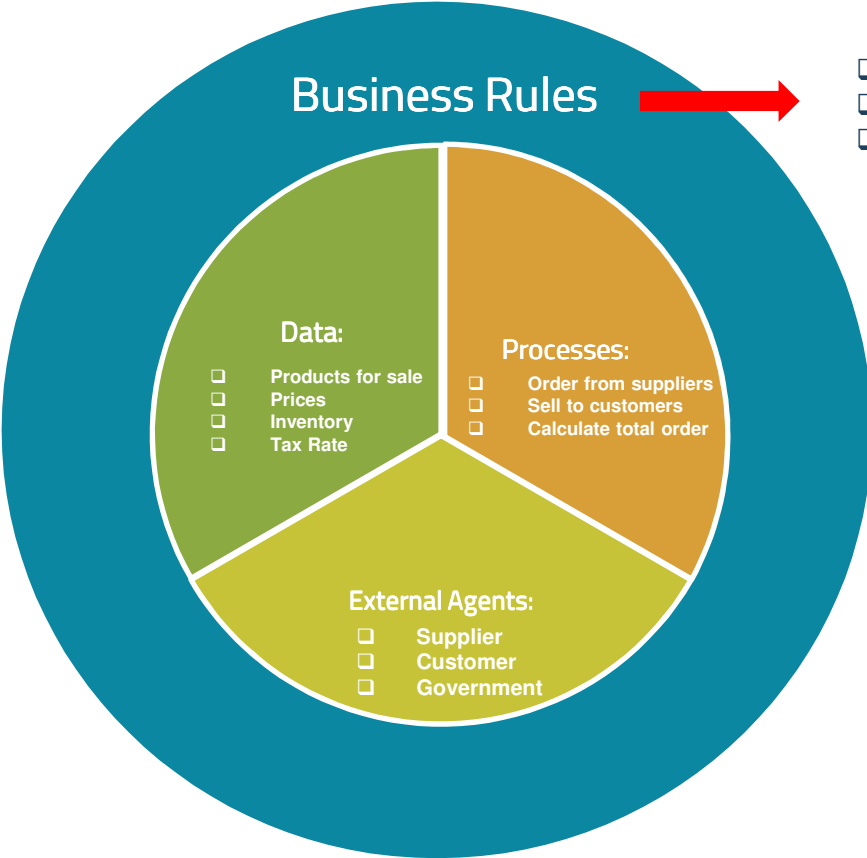 Business Rules
Data:
❑ Products for sale
❑ Prices
❑ Inventory
❑ Tax Rate
Processes:
❑ Order from suppliers
❑ Sell to customers
❑ Calculate total order
External Agents:
❑ Supplier
❑ Customer
❑ Government